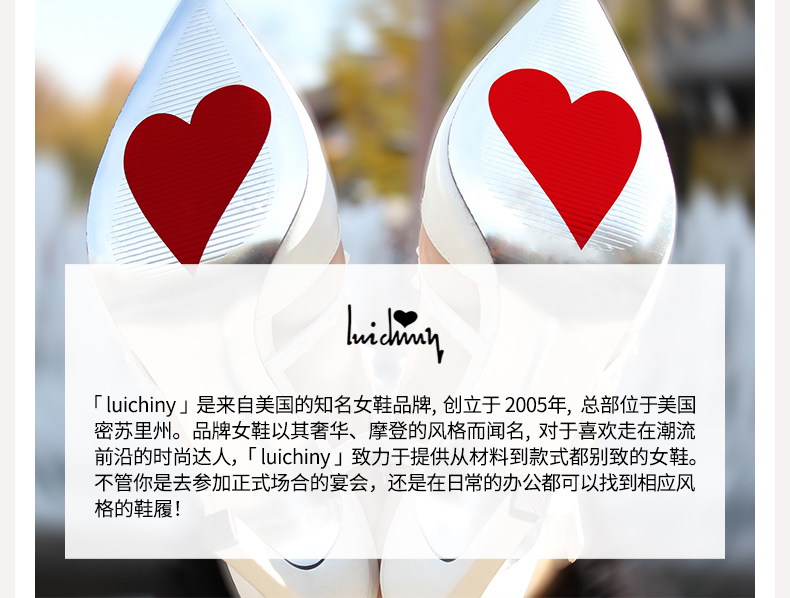 luichiny
「luichiny」是来自美国的知名女鞋品牌, 创立于2005年, 总部位于美国
密苏里州。品牌女鞋以其奢华、摩登的风格而闻名, 对于喜欢走在潮流
前沿的时尚达人，「luichiny」致力于提供从材料到款式都别致的女鞋。
不管你是去参加正式场合的宴会，还是在日常的办公都可以找到相应风
格的鞋履！